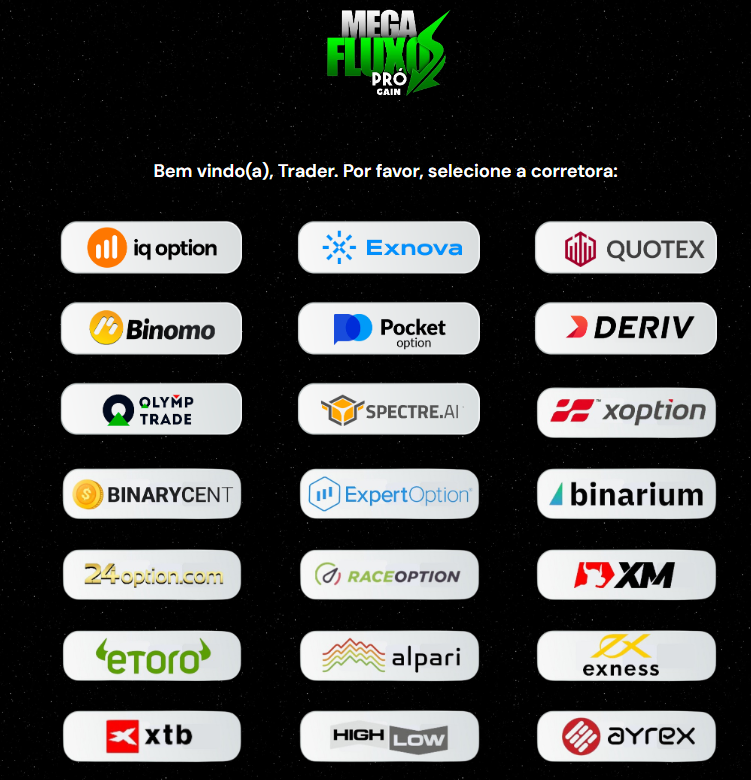 MEGA
FLUXO
PRÓ
GAIN
Bem vindo(a), Trader. Por favor, selecione a corretora:
iq option
Exnova
QUOTEX
Binomo
Pocket
option
DERIV
OLYMP
TRADE
SPECTRE.AI
xoption
BINARYCENT
ExpertOption
binarium
24option.com
RACEOPTION
XM
eToro
alpari
exness
xtb
HIGH
LOW
ayrex